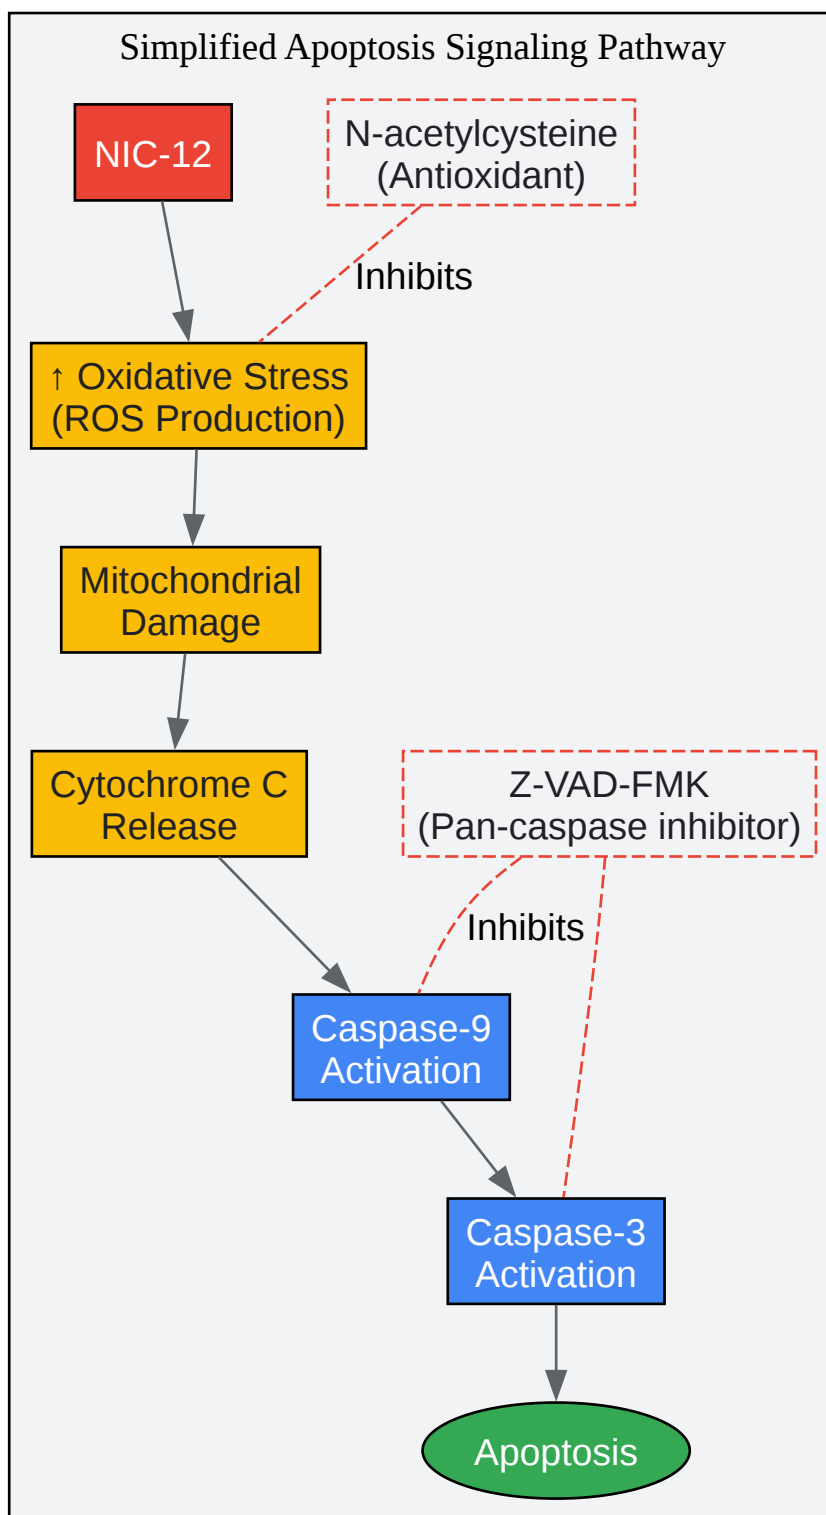 Simplified Apoptosis Signaling Pathway
NIC-12
N-acetylcysteine
(Antioxidant)
Inhibits
↑ Oxidative Stress
(ROS Production)
Mitochondrial
Damage
Cytochrome C
Release
Z-VAD-FMK
(Pan-caspase inhibitor)
Inhibits
Caspase-9
Activation
Caspase-3
Activation
Apoptosis